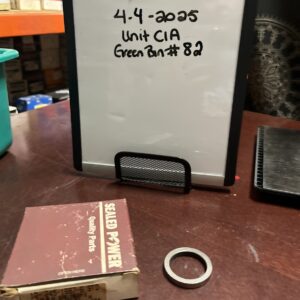 4-4-2025
Unit C1A
Green Bin# 82
SEALED POWER
Quality Parts